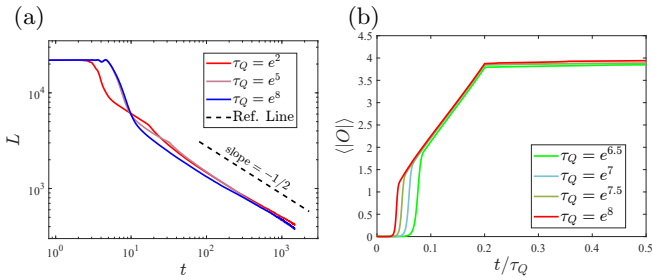 (a)
L
10^4
10^3
τ_Q = e^2
τ_Q = e^5
τ_Q = e^8
Ref. Line
slope = −1/2
10^0
10^1
10^2
10^3
t
(b)
⟨|O|⟩
4.5
4
3.5
3
2.5
2
1.5
1
0.5
0
τ_Q = e^{6.5}
τ_Q = e^7
τ_Q = e^{7.5}
τ_Q = e^8
0
0.1
0.2
0.3
0.4
0.5
t/τ_Q